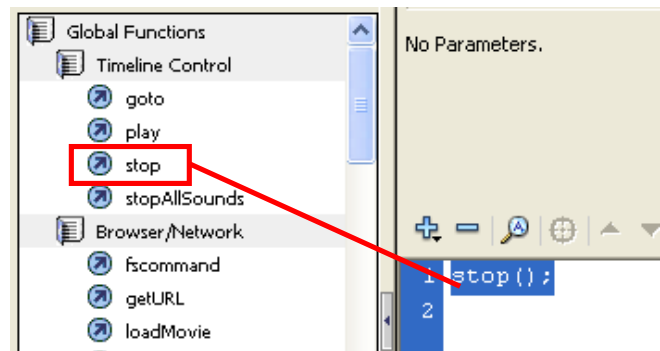 Global Functions
Timeline Control
goto
play
stop
stopAllSounds
Browser/Network
fscommand
getURL
loadMovie
No Parameters.
1 stop();
2